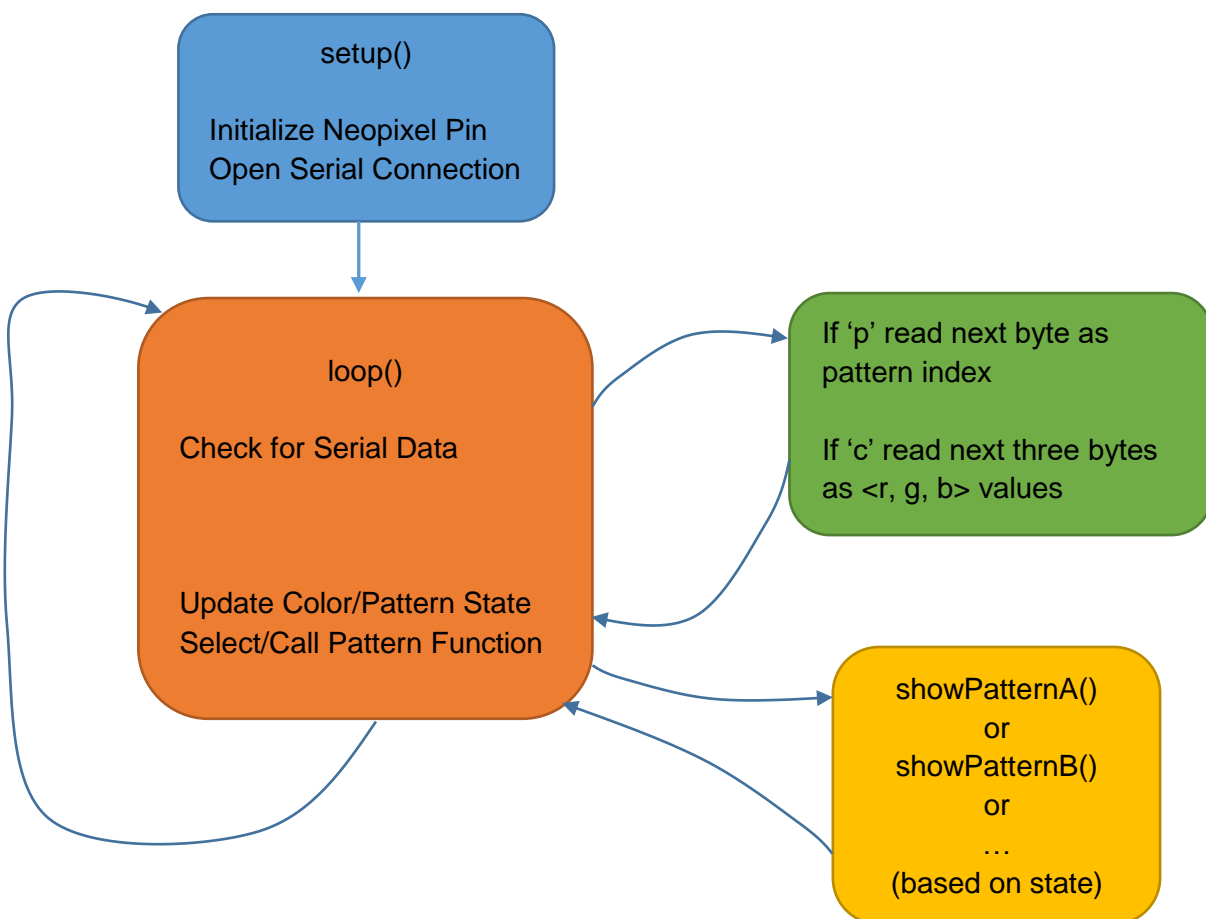 setup()
Initialize Neopixel Pin
Open Serial Connection
loop()
Check for Serial Data
Update Color/Pattern State
Select/Call Pattern Function
If ‘p’ read next byte as
pattern index
If ‘c’ read next three bytes
as <r, g, b> values
showPatternA()
or
showPatternB()
or
…
(based on state)